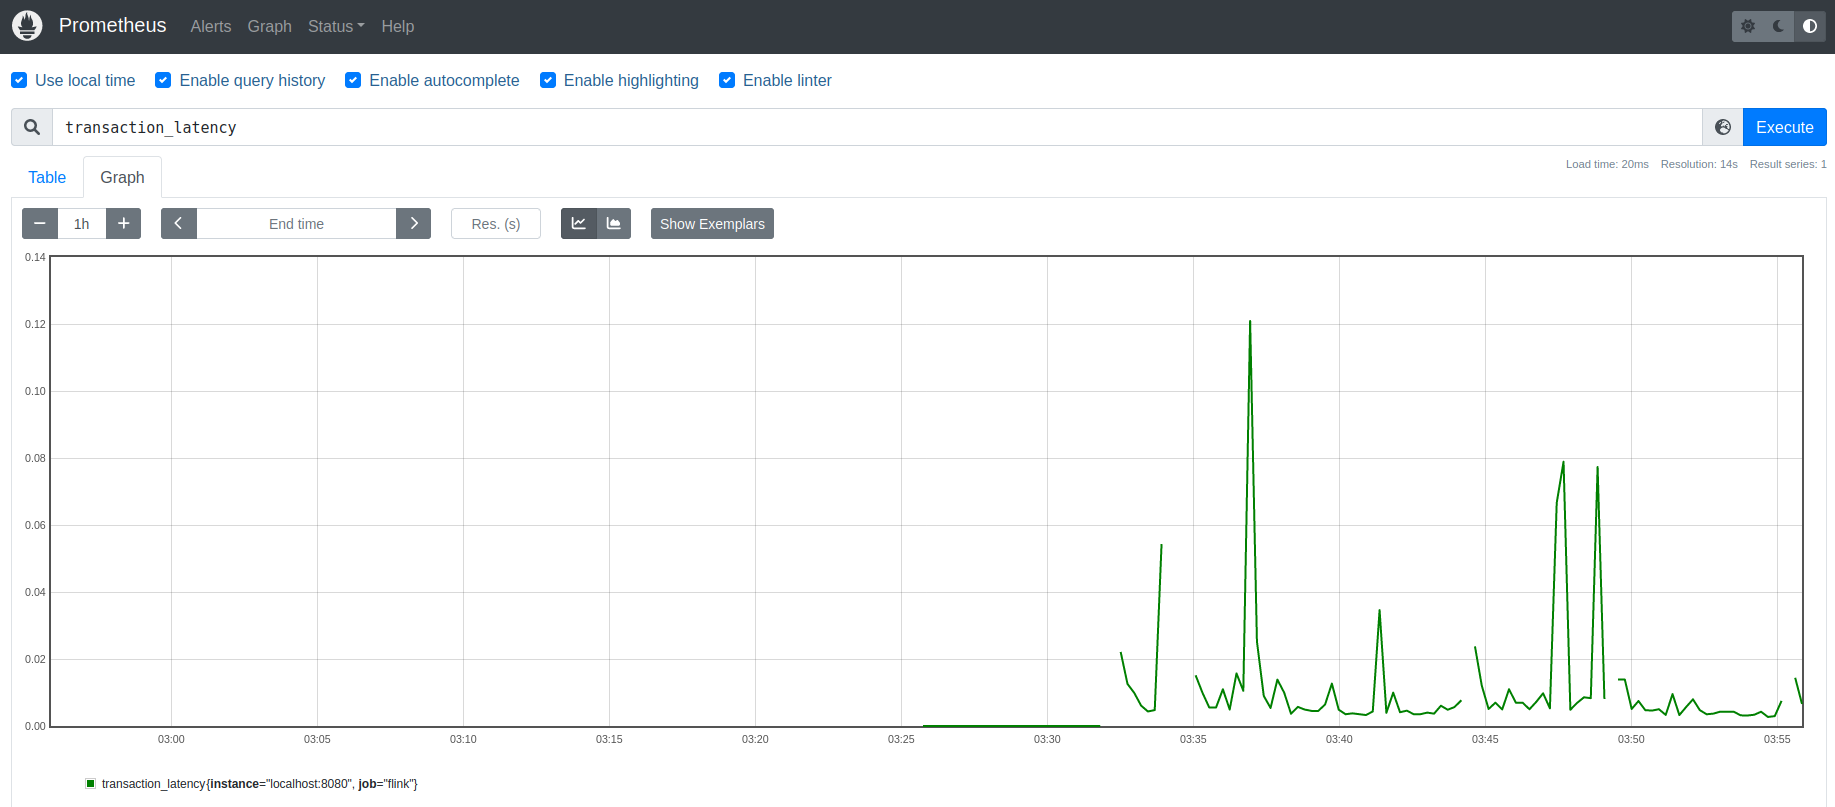 Prometheus Alerts Graph Status Help
Use local time Enable query history Enable autocomplete Enable highlighting Enable linter
transaction_latency Execute
Table Graph Load time: 20ms Resolution: 14s Result series: 1
1h End time Res. (s) Show Exemplars
0.14
0.12
0.10
0.08
0.06
0.04
0.02
0.00
03:00 03:05 03:10 03:15 03:20 03:25 03:30 03:35 03:40 03:45 03:50 03:55
transaction_latency{instance="localhost:8080", job="flink"}